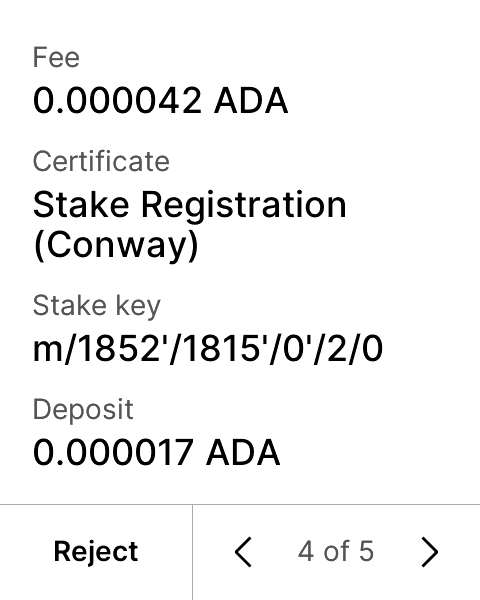 Fee
0.000042 ADA
Certificate
Stake Registration
(Conway)
Stake key
m/1852'/1815'/0'/2/0
Deposit
0.000017 ADA
Reject
4 of 5